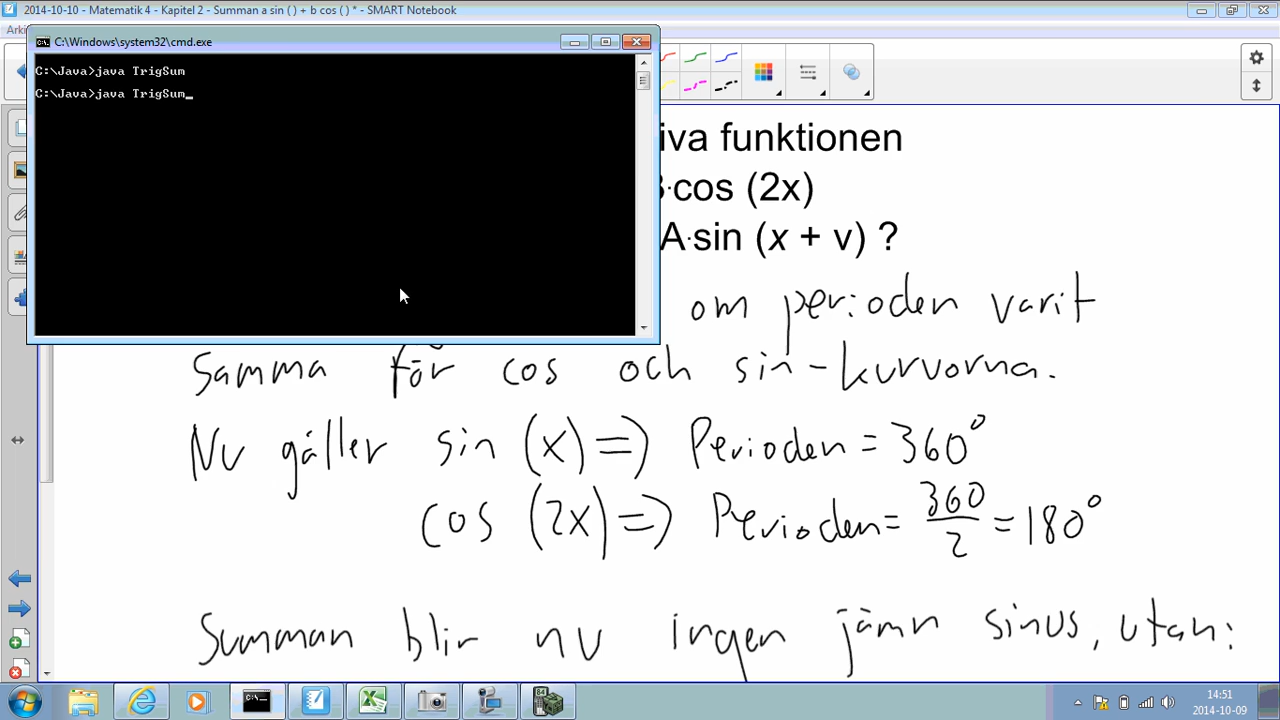 2014-10-10 - Matematik 4 - Kapitel 2 - Summan a sin ( ) + b cos ( ) * - SMART Notebook
Arki
C:\Windows\system32\cmd.exe
C:\Java>java TrigSum
C:\Java>java TrigSum_
iva funktionen
·cos (2x)
A·sin (x + v) ?
om perioden varit
Samma för cos och sin-kurvorna.
Nu gäller sin (x) => Perioden = 360°
cos (2x) => Perioden = 360/2 = 180°
Summan blir nu ingen jämn sinus, utan:
14:51
2014-10-09